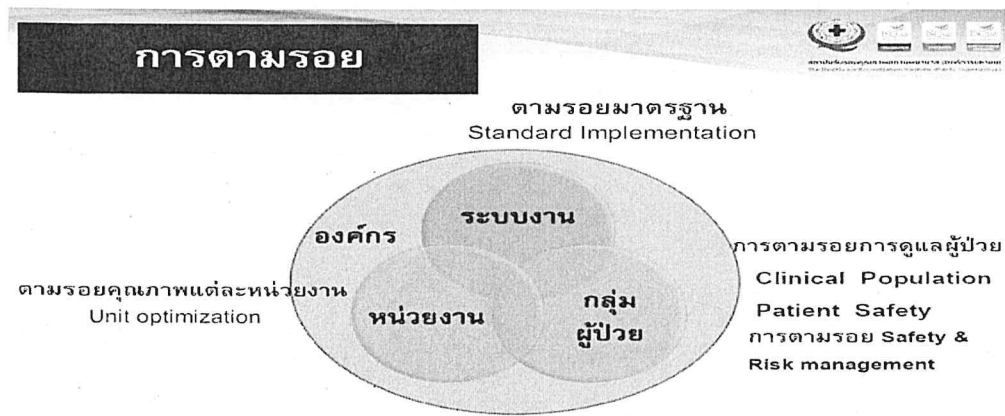 การตามรอย
ตามรอยมาตรฐาน
Standard Implementation
ระบบงาน
องค์กร
การตามรอยการดูแลผู้ป่วย
Clinical Population
ตามรอยคุณภาพแต่ละหน่วยงาน
Unit optimization
หน่วยงาน
กลุ่ม
ผู้ป่วย
Patient Safety
การตามรอย Safety &
Risk management